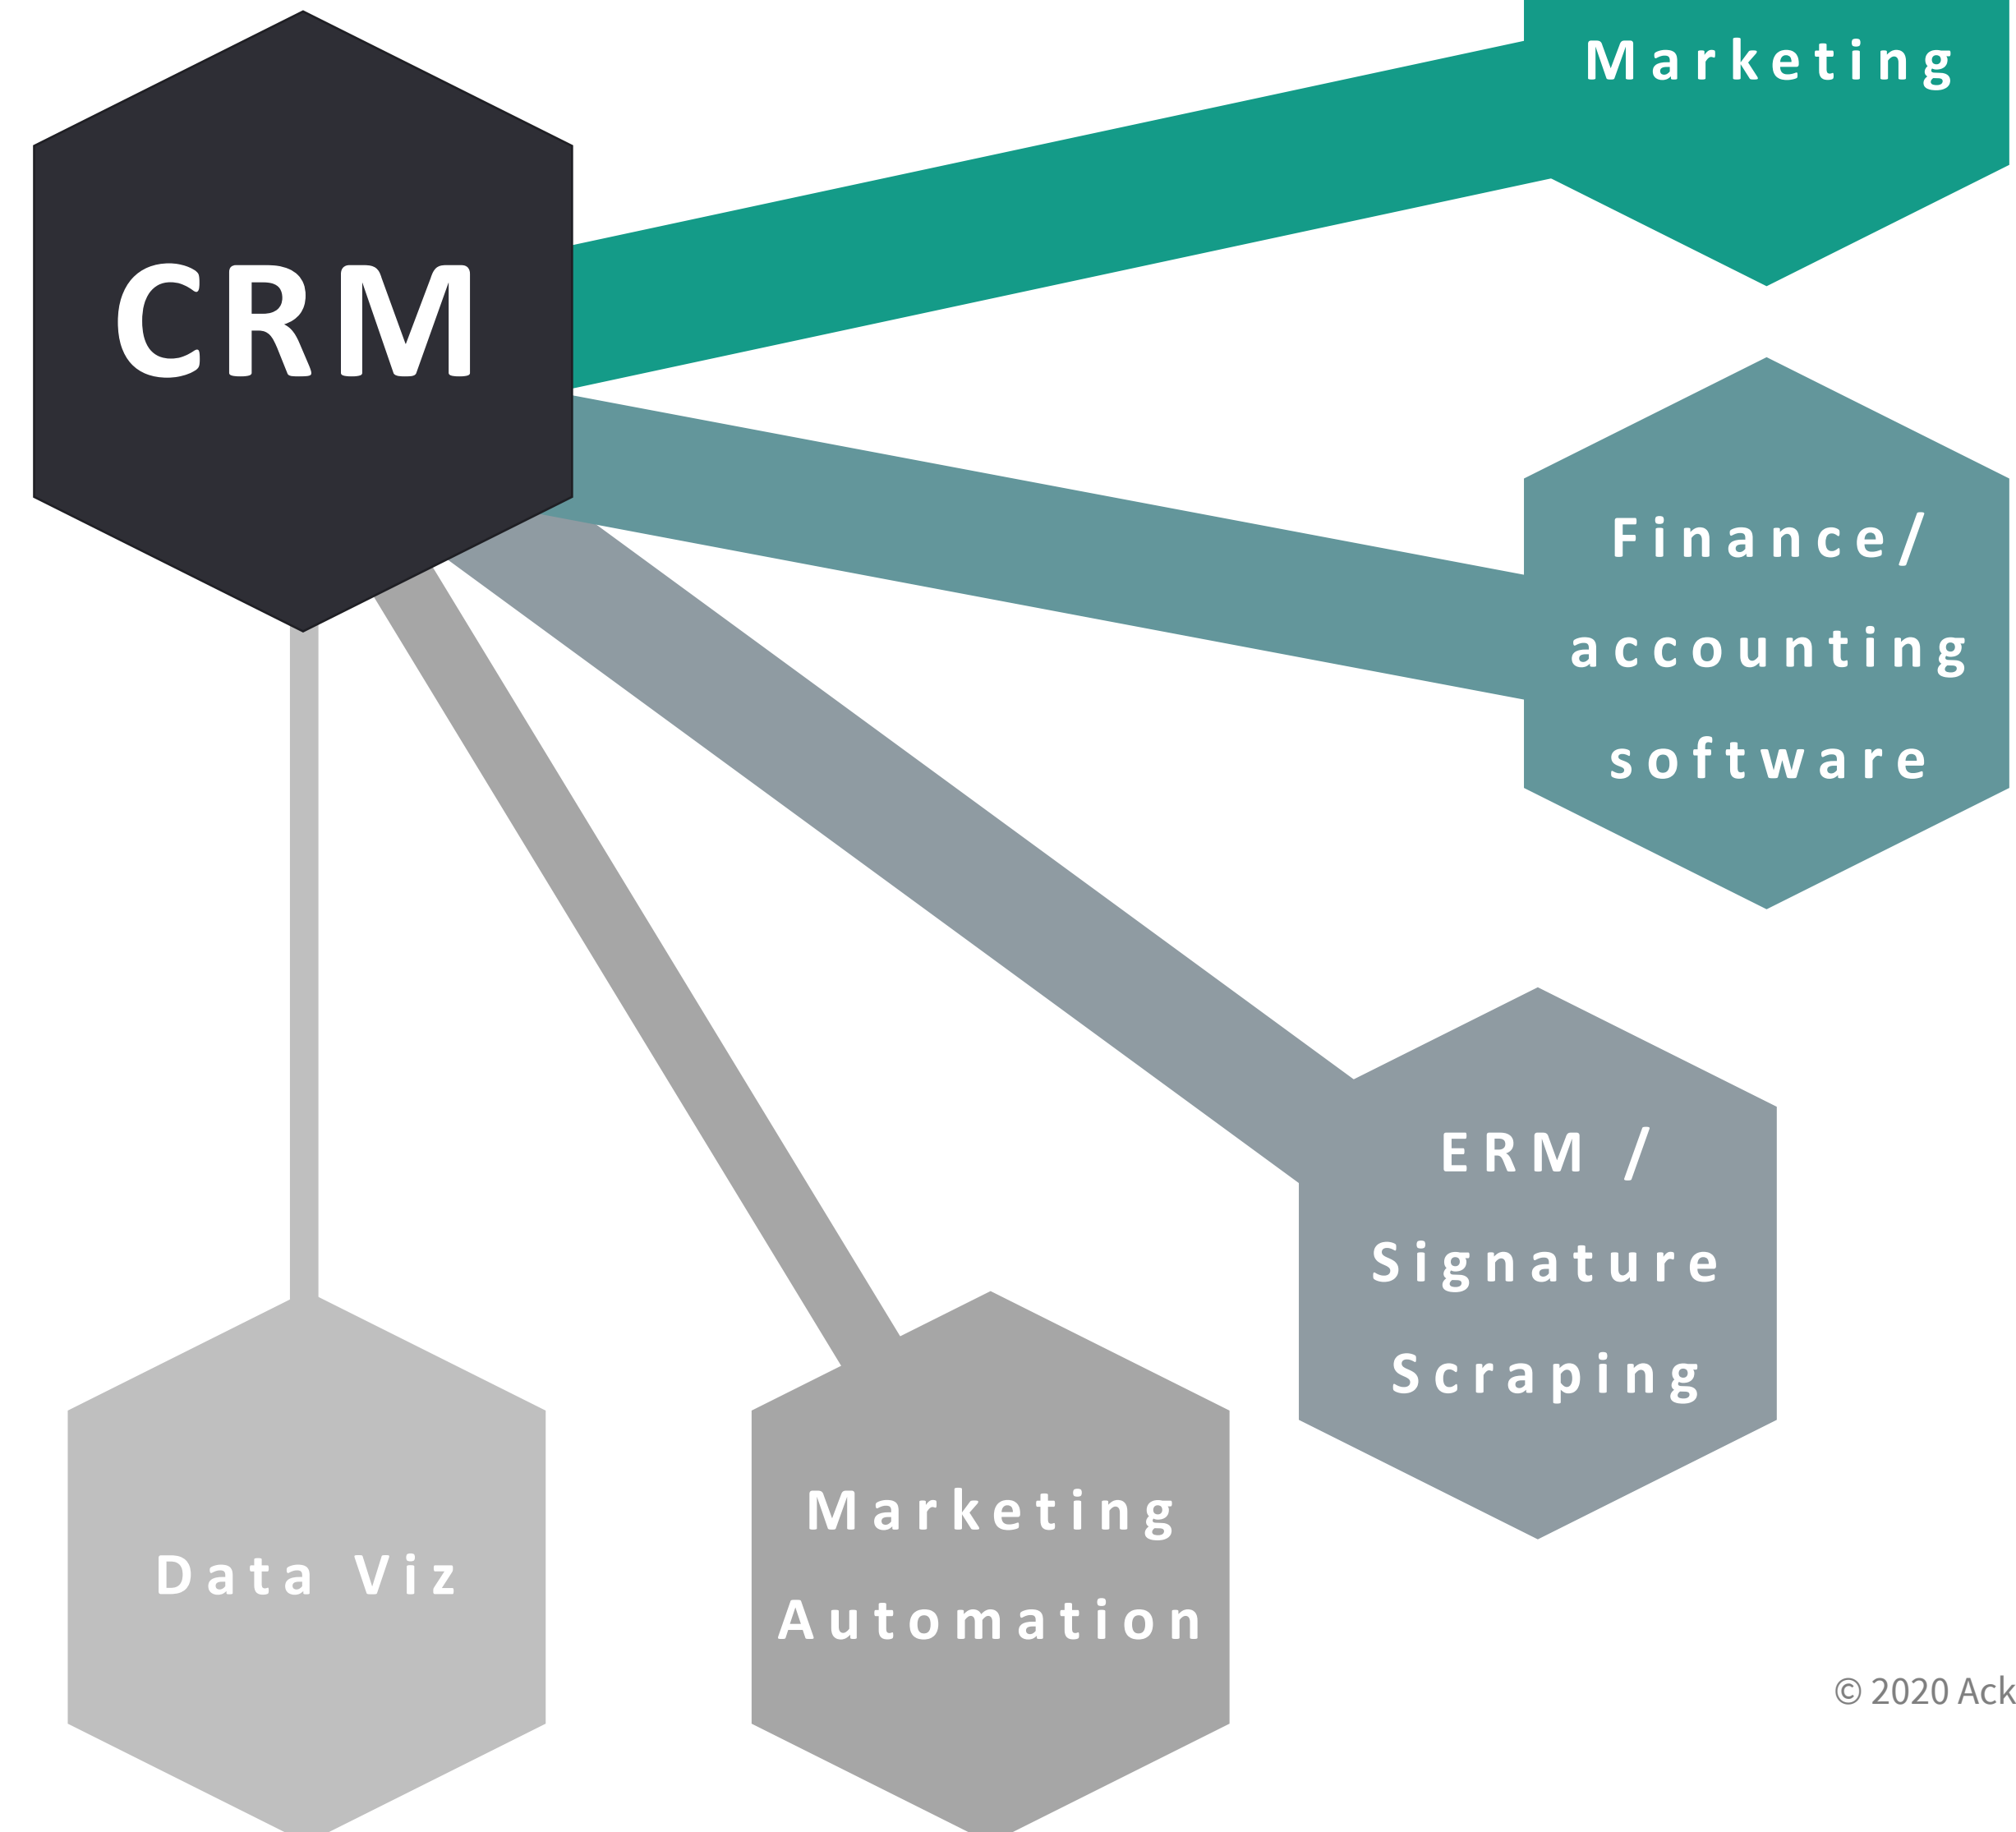 CRM
Marketing
Finance/
accounting
software
ERM /
Signature
Scraping
Marketing
Automation
Data Viz
© 2020 Ack